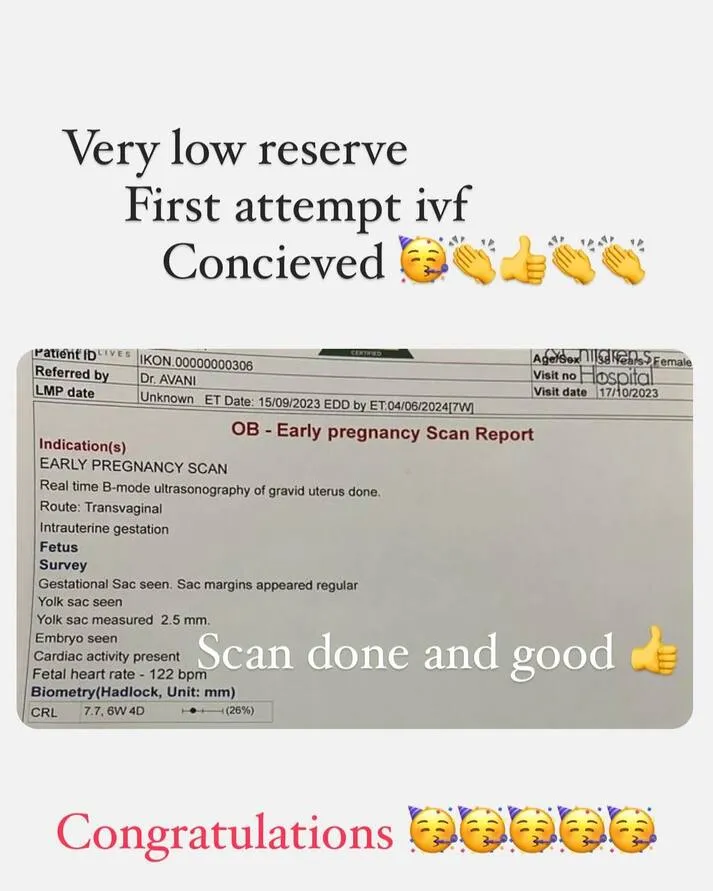 Very low reserve
First attempt ivf
Concieved 🥳👏👍👏👏
Patient ID LIVES IKON.00000000306 CERTIFIED Age/Sex 38 Years / Female
Referred by Dr. AVANI Visit no Hospital
LMP date Unknown ET Date: 15/09/2023 EDD by ET:04/06/2024[7W] Visit date 17/10/2023
OB - Early pregnancy Scan Report
Indication(s)
EARLY PREGNANCY SCAN
Real time B-mode ultrasonography of gravid uterus done.
Route: Transvaginal
Intrauterine gestation
Fetus
Survey
Gestational Sac seen. Sac margins appeared regular
Yolk sac seen
Yolk sac measured 2.5 mm.
Embryo seen
Cardiac activity present
Scan done and good 👍
Fetal heart rate - 122 bpm
Biometry(Hadlock, Unit: mm)
CRL 7.7, 6W 4D (26%)
Congratulations 🥳🥳🥳🥳🥳